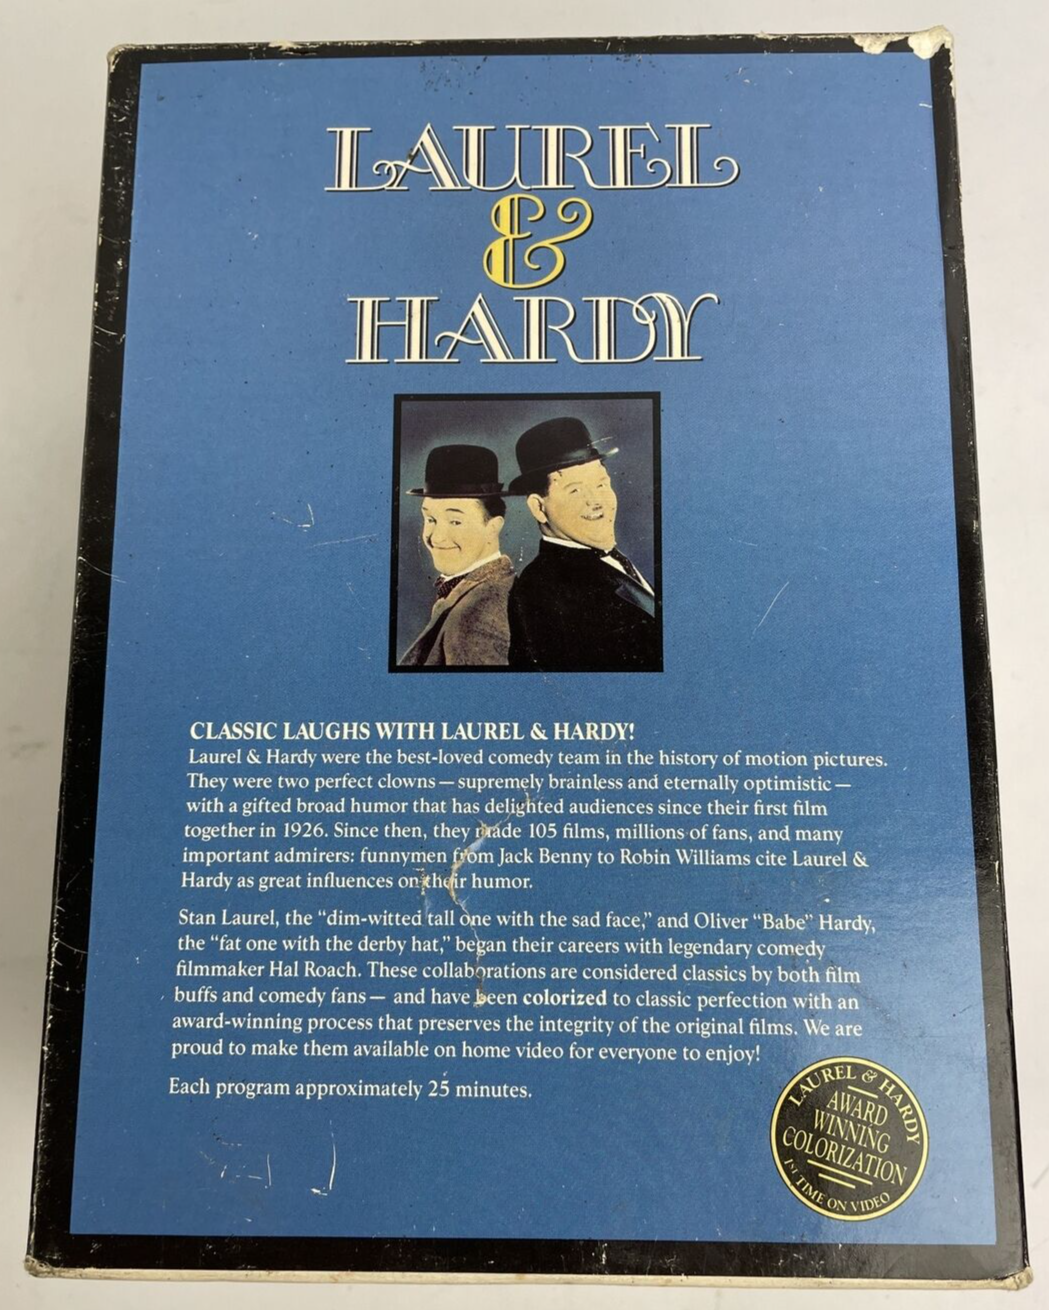 LAUREL
&
HARDY
CLASSIC LAUGHS WITH LAUREL & HARDY!
Laurel & Hardy were the best-loved comedy team in the history of motion pictures.
They were two perfect clowns — supremely brainless and eternally optimistic —
with a gifted broad humor that has delighted audiences since their first film
together in 1926. Since then, they made 105 films, millions of fans, and many
important admirers: funnymen from Jack Benny to Robin Williams cite Laurel &
Hardy as great influences on their humor.
Stan Laurel, the “dim-witted tall one with the sad face,” and Oliver “Babe” Hardy,
the “fat one with the derby hat,” began their careers with legendary comedy
filmmaker Hal Roach. These collaborations are considered classics by both film
buffs and comedy fans — and have been colorized to classic perfection with an
award-winning process that preserves the integrity of the original films. We are
proud to make them available on home video for everyone to enjoy!
Each program approximately 25 minutes.
LAUREL & HARDY
AWARD
WINNING
COLORIZATION
1st TIME ON VIDEO